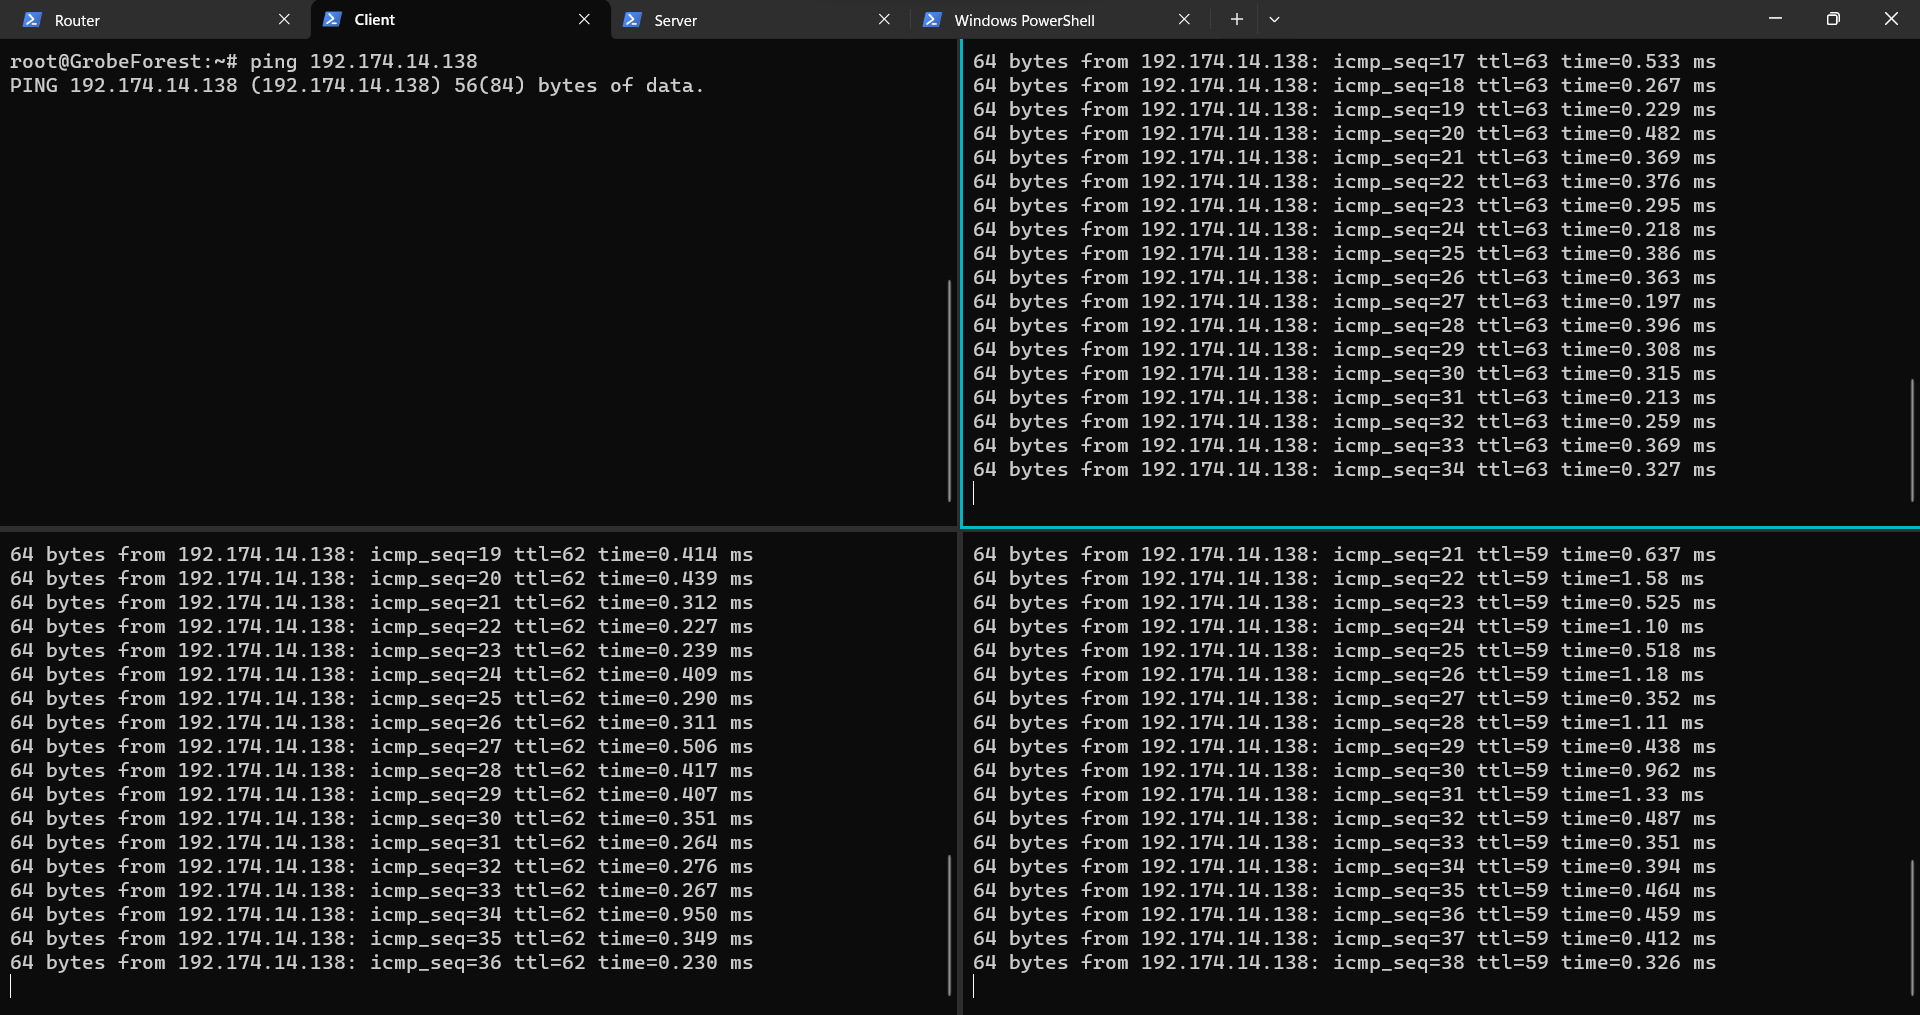 Router
Client
Server
Windows PowerShell
root@GrobeForest:~# ping 192.174.14.138
PING 192.174.14.138 (192.174.14.138) 56(84) bytes of data.
64 bytes from 192.174.14.138: icmp_seq=17 ttl=63 time=0.533 ms
64 bytes from 192.174.14.138: icmp_seq=18 ttl=63 time=0.267 ms
64 bytes from 192.174.14.138: icmp_seq=19 ttl=63 time=0.229 ms
64 bytes from 192.174.14.138: icmp_seq=20 ttl=63 time=0.482 ms
64 bytes from 192.174.14.138: icmp_seq=21 ttl=63 time=0.369 ms
64 bytes from 192.174.14.138: icmp_seq=22 ttl=63 time=0.376 ms
64 bytes from 192.174.14.138: icmp_seq=23 ttl=63 time=0.295 ms
64 bytes from 192.174.14.138: icmp_seq=24 ttl=63 time=0.218 ms
64 bytes from 192.174.14.138: icmp_seq=25 ttl=63 time=0.386 ms
64 bytes from 192.174.14.138: icmp_seq=26 ttl=63 time=0.363 ms
64 bytes from 192.174.14.138: icmp_seq=27 ttl=63 time=0.197 ms
64 bytes from 192.174.14.138: icmp_seq=28 ttl=63 time=0.396 ms
64 bytes from 192.174.14.138: icmp_seq=29 ttl=63 time=0.308 ms
64 bytes from 192.174.14.138: icmp_seq=30 ttl=63 time=0.315 ms
64 bytes from 192.174.14.138: icmp_seq=31 ttl=63 time=0.213 ms
64 bytes from 192.174.14.138: icmp_seq=32 ttl=63 time=0.259 ms
64 bytes from 192.174.14.138: icmp_seq=33 ttl=63 time=0.369 ms
64 bytes from 192.174.14.138: icmp_seq=34 ttl=63 time=0.327 ms
64 bytes from 192.174.14.138: icmp_seq=19 ttl=62 time=0.414 ms
64 bytes from 192.174.14.138: icmp_seq=20 ttl=62 time=0.439 ms
64 bytes from 192.174.14.138: icmp_seq=21 ttl=62 time=0.312 ms
64 bytes from 192.174.14.138: icmp_seq=22 ttl=62 time=0.227 ms
64 bytes from 192.174.14.138: icmp_seq=23 ttl=62 time=0.239 ms
64 bytes from 192.174.14.138: icmp_seq=24 ttl=62 time=0.409 ms
64 bytes from 192.174.14.138: icmp_seq=25 ttl=62 time=0.290 ms
64 bytes from 192.174.14.138: icmp_seq=26 ttl=62 time=0.311 ms
64 bytes from 192.174.14.138: icmp_seq=27 ttl=62 time=0.506 ms
64 bytes from 192.174.14.138: icmp_seq=28 ttl=62 time=0.417 ms
64 bytes from 192.174.14.138: icmp_seq=29 ttl=62 time=0.407 ms
64 bytes from 192.174.14.138: icmp_seq=30 ttl=62 time=0.351 ms
64 bytes from 192.174.14.138: icmp_seq=31 ttl=62 time=0.264 ms
64 bytes from 192.174.14.138: icmp_seq=32 ttl=62 time=0.276 ms
64 bytes from 192.174.14.138: icmp_seq=33 ttl=62 time=0.267 ms
64 bytes from 192.174.14.138: icmp_seq=34 ttl=62 time=0.950 ms
64 bytes from 192.174.14.138: icmp_seq=35 ttl=62 time=0.349 ms
64 bytes from 192.174.14.138: icmp_seq=36 ttl=62 time=0.230 ms
64 bytes from 192.174.14.138: icmp_seq=21 ttl=59 time=0.637 ms
64 bytes from 192.174.14.138: icmp_seq=22 ttl=59 time=1.58 ms
64 bytes from 192.174.14.138: icmp_seq=23 ttl=59 time=0.525 ms
64 bytes from 192.174.14.138: icmp_seq=24 ttl=59 time=1.10 ms
64 bytes from 192.174.14.138: icmp_seq=25 ttl=59 time=0.518 ms
64 bytes from 192.174.14.138: icmp_seq=26 ttl=59 time=1.18 ms
64 bytes from 192.174.14.138: icmp_seq=27 ttl=59 time=0.352 ms
64 bytes from 192.174.14.138: icmp_seq=28 ttl=59 time=1.11 ms
64 bytes from 192.174.14.138: icmp_seq=29 ttl=59 time=0.438 ms
64 bytes from 192.174.14.138: icmp_seq=30 ttl=59 time=0.962 ms
64 bytes from 192.174.14.138: icmp_seq=31 ttl=59 time=1.33 ms
64 bytes from 192.174.14.138: icmp_seq=32 ttl=59 time=0.487 ms
64 bytes from 192.174.14.138: icmp_seq=33 ttl=59 time=0.351 ms
64 bytes from 192.174.14.138: icmp_seq=34 ttl=59 time=0.394 ms
64 bytes from 192.174.14.138: icmp_seq=35 ttl=59 time=0.464 ms
64 bytes from 192.174.14.138: icmp_seq=36 ttl=59 time=0.459 ms
64 bytes from 192.174.14.138: icmp_seq=37 ttl=59 time=0.412 ms
64 bytes from 192.174.14.138: icmp_seq=38 ttl=59 time=0.326 ms